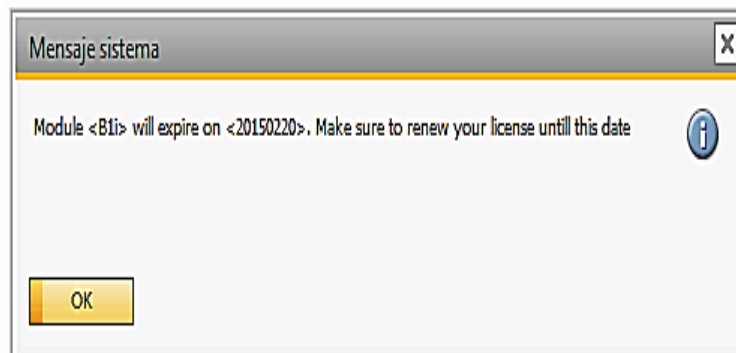 Mensaje sistema
Module <B1i> will expire on <20150220>. Make sure to renew your license untill this date
OK